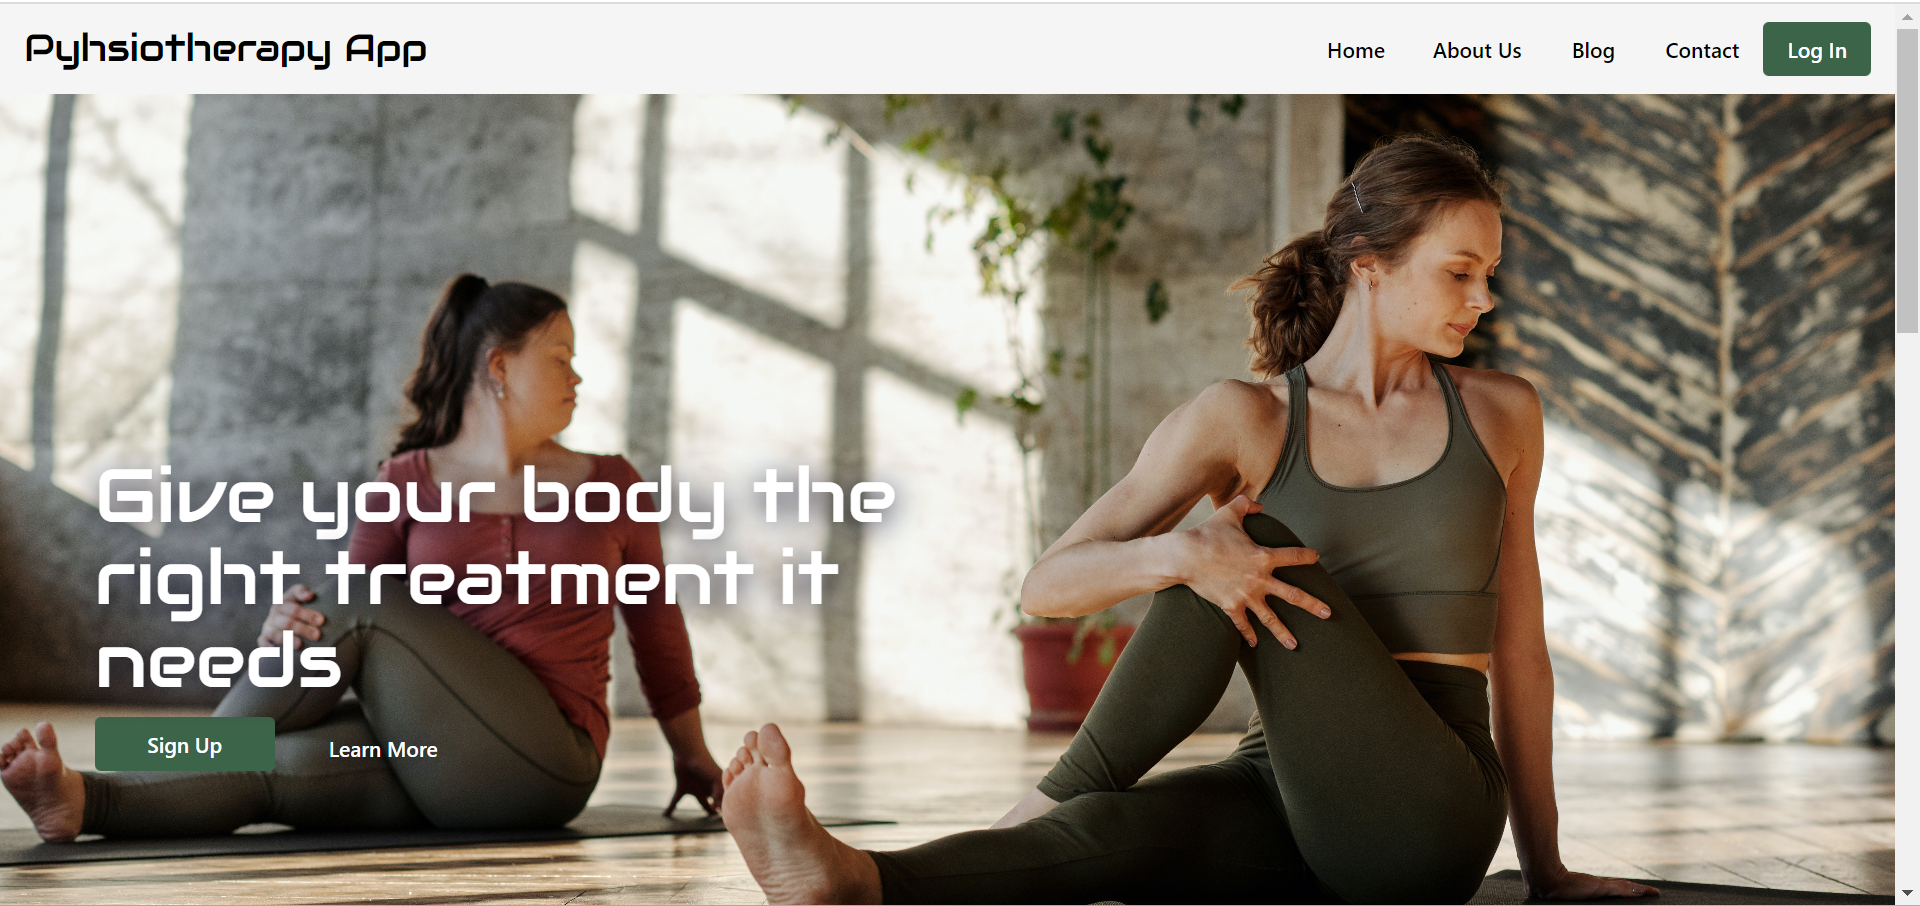 Pyhsiotherapy App
Home
About Us
Blog
Contact
Log In
Give your body the
right treatment it
needs
Sign Up
Learn More